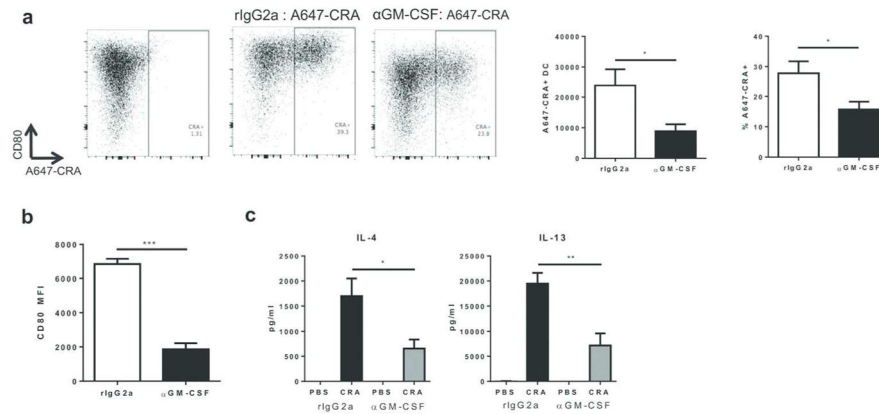 a
rIgG2a : A647-CRA
αGM-CSF: A647-CRA
CD80
A647-CRA
CRA+
1.31
CRA+
39.3
CRA+
23.8
A647-CRA+ DC
40000
30000
20000
10000
0
*
rIgG2a
αGM-CSF
% A647-CRA+
40
30
20
10
0
*
rIgG2a
αGM-CSF
b
CD80 MFI
8000
6000
4000
2000
0
***
rIgG2a
αGM-CSF
c
IL-4
pg/ml
2500
2000
1500
1000
500
0
*
PBS CRA PBS CRA
rIgG2a αGM-CSF
IL-13
pg/ml
25000
20000
15000
10000
5000
0
**
PBS CRA PBS CRA
rIgG2a αGM-CSF